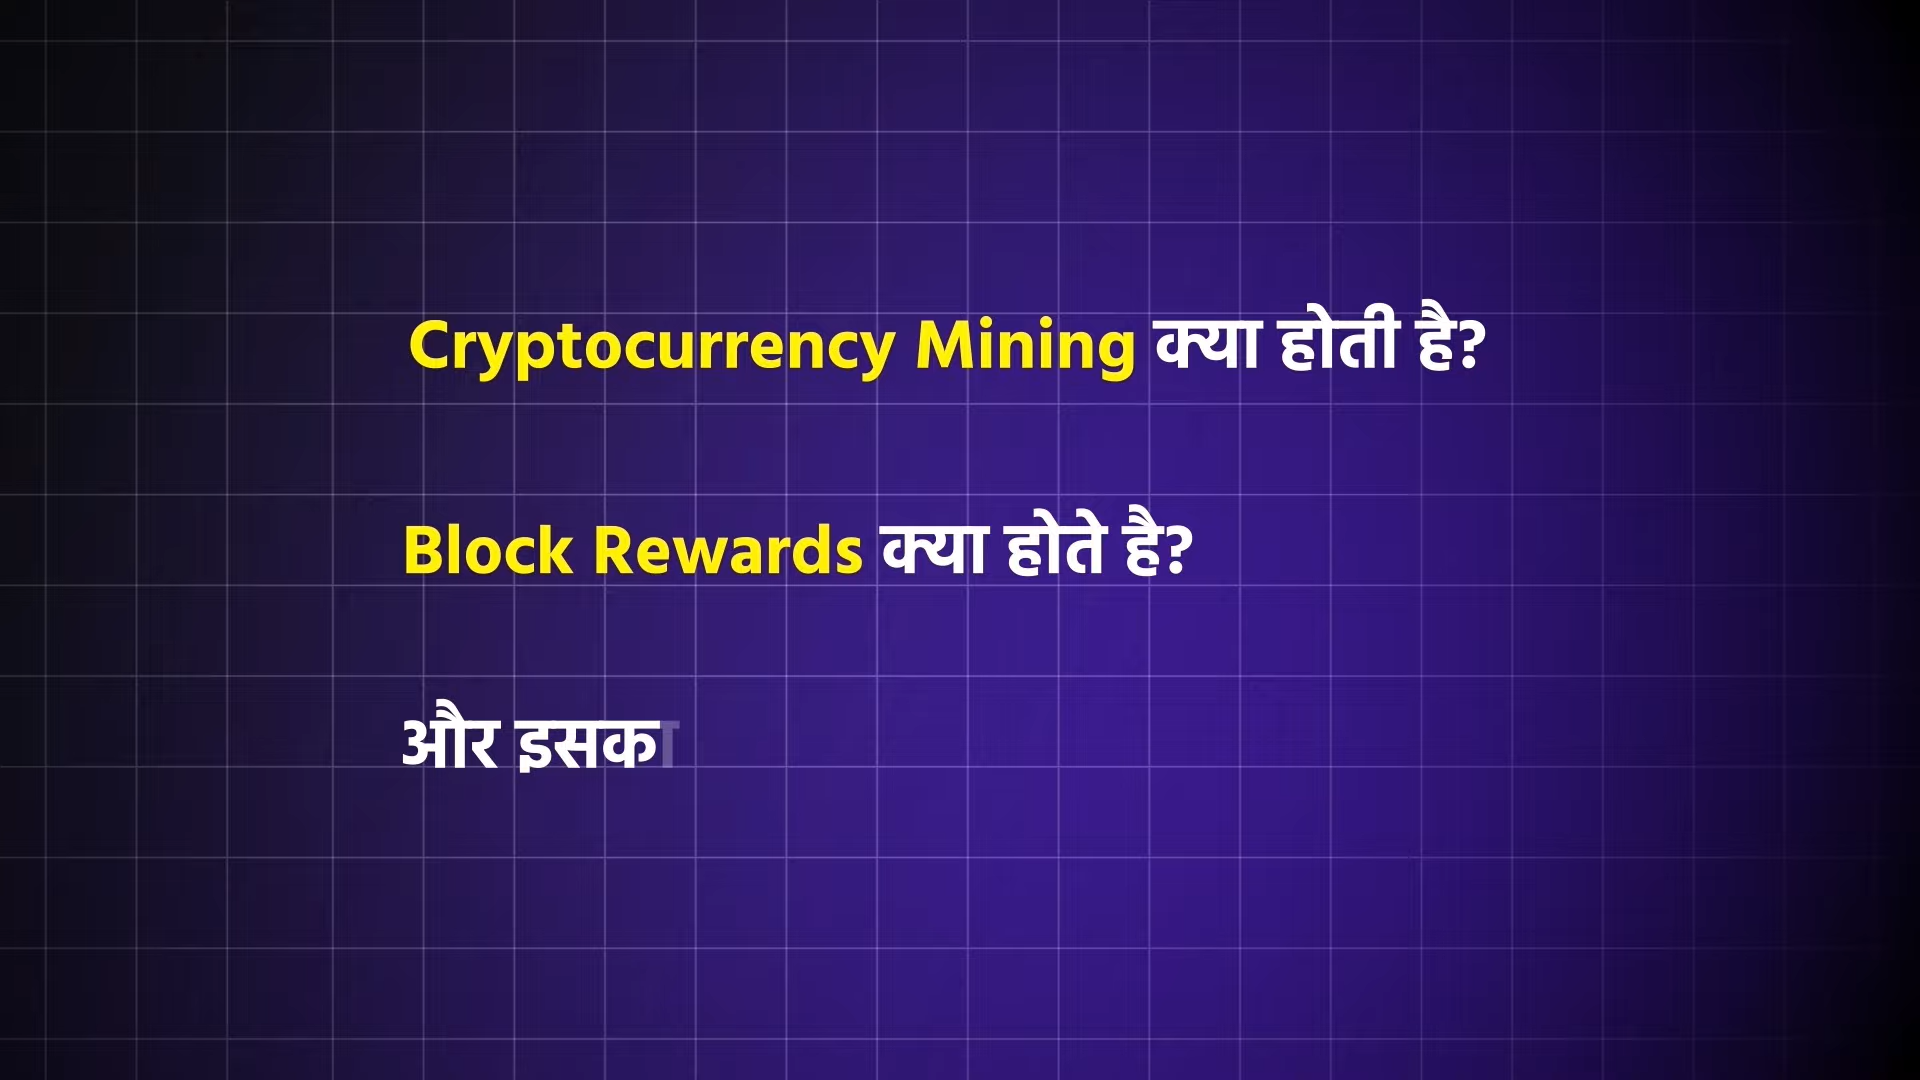 Cryptocurrency Mining क्या होती है?
Block Rewards क्या होते है?
और इसका